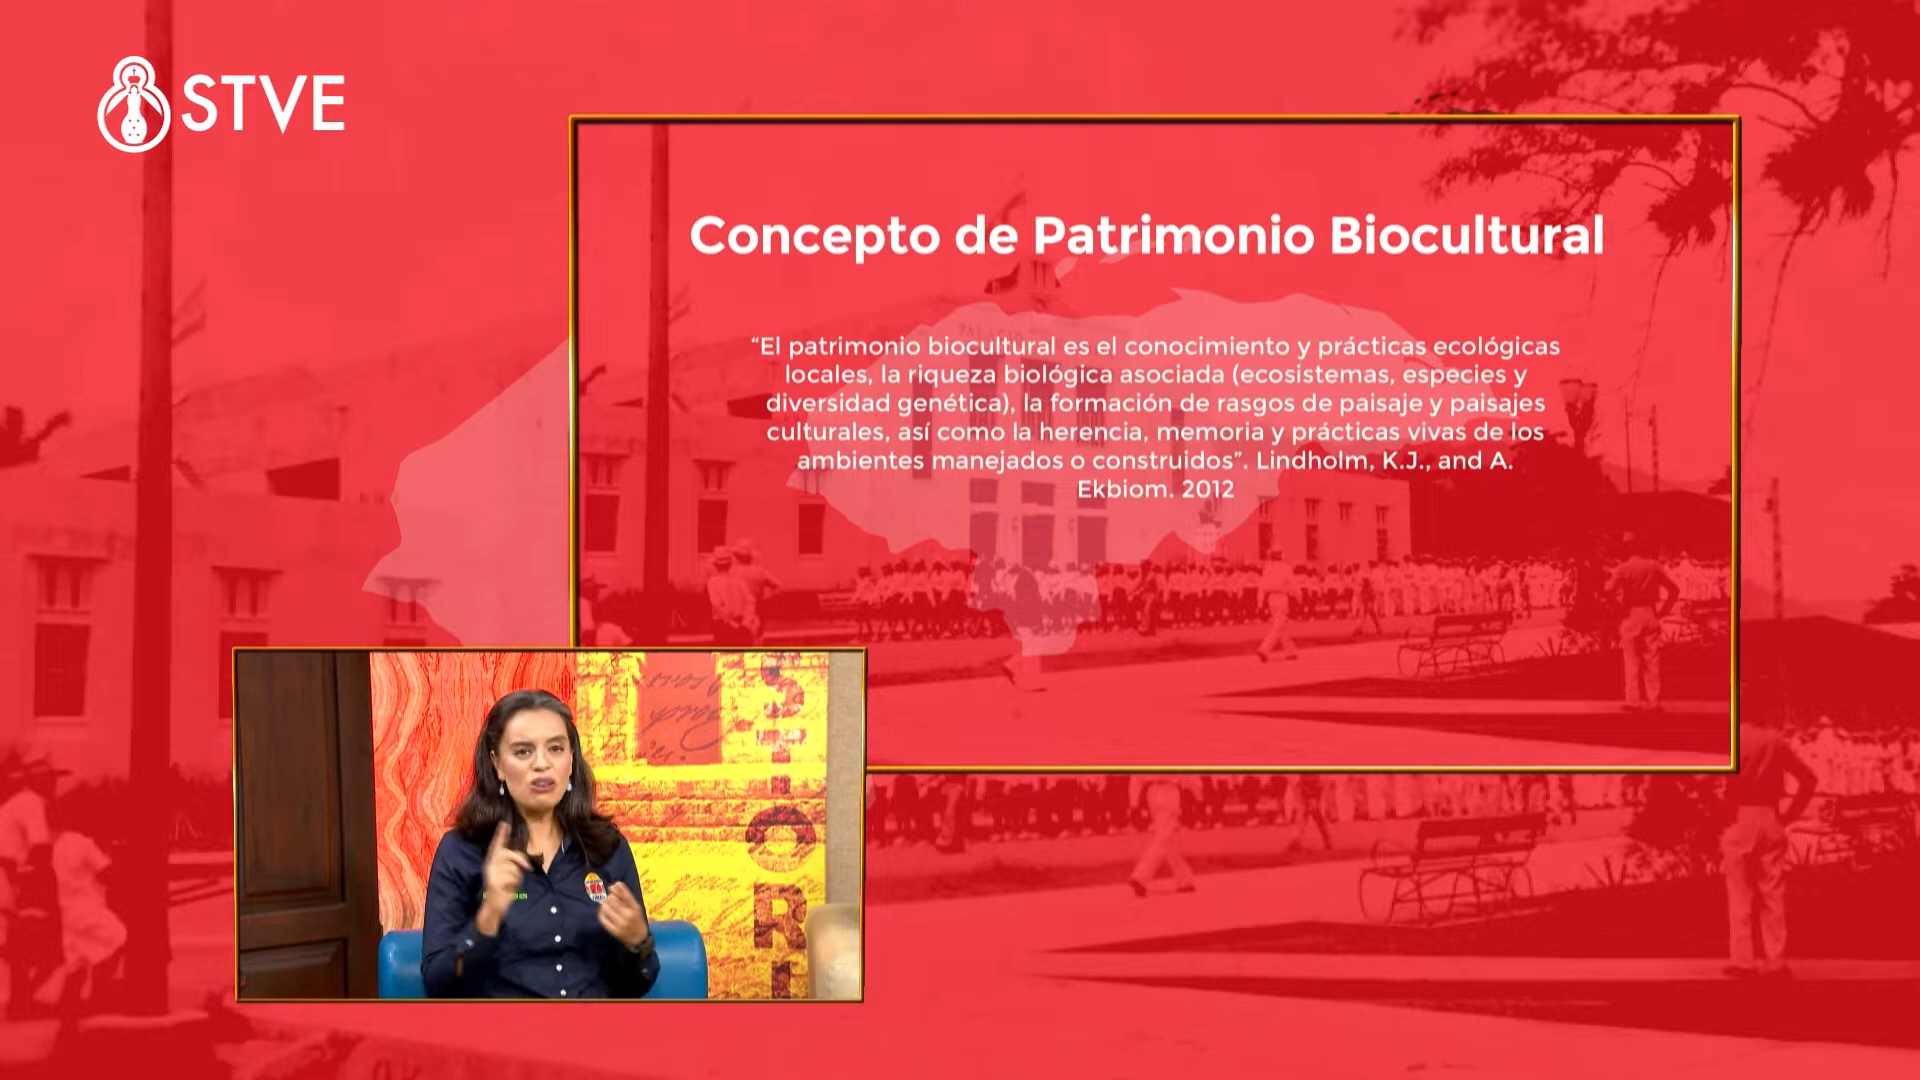 STVE
Concepto de Patrimonio Biocultural
“El patrimonio biocultural es el conocimiento y prácticas ecológicas
locales, la riqueza biológica asociada (ecosistemas, especies y
diversidad genética), la formación de rasgos de paisaje y paisajes
culturales, así como la herencia, memoria y prácticas vivas de los
ambientes manejados o construidos”. Lindholm, K.J., and A.
Ekbiom. 2012
STORI